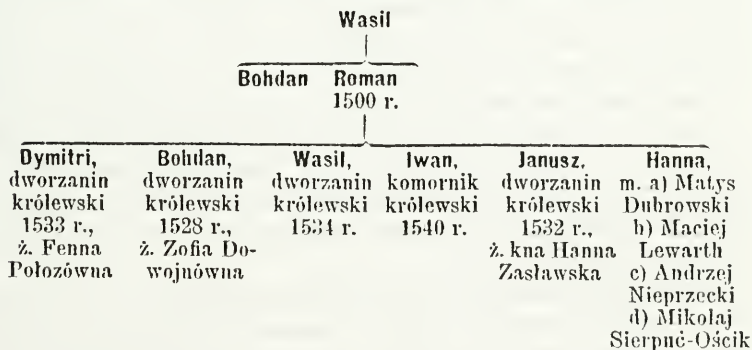 Wasil
Bohdan Roman
1500 r.
Dymitri,
dworzanin
królewski
1533 r.,
ż. Fenna
Połozówna
Bohdan,
dworzanin
królewski
1528 r.,
ż. Zofia Do-
wojnówna
Wasil,
dworzanin
królewski
1534 r.
Iwan,
komornik
królewski
1540 r.
Janusz,
dworzanin
królewski
1532 r.,
ż. kna Hanna
Zasławska
Hanna,
m. a) Matys
Dubrowski
b) Maciej
Lewarth
c) Andrzej
Nieprzecki
d) Mikołaj
Sierpuć-Ościk